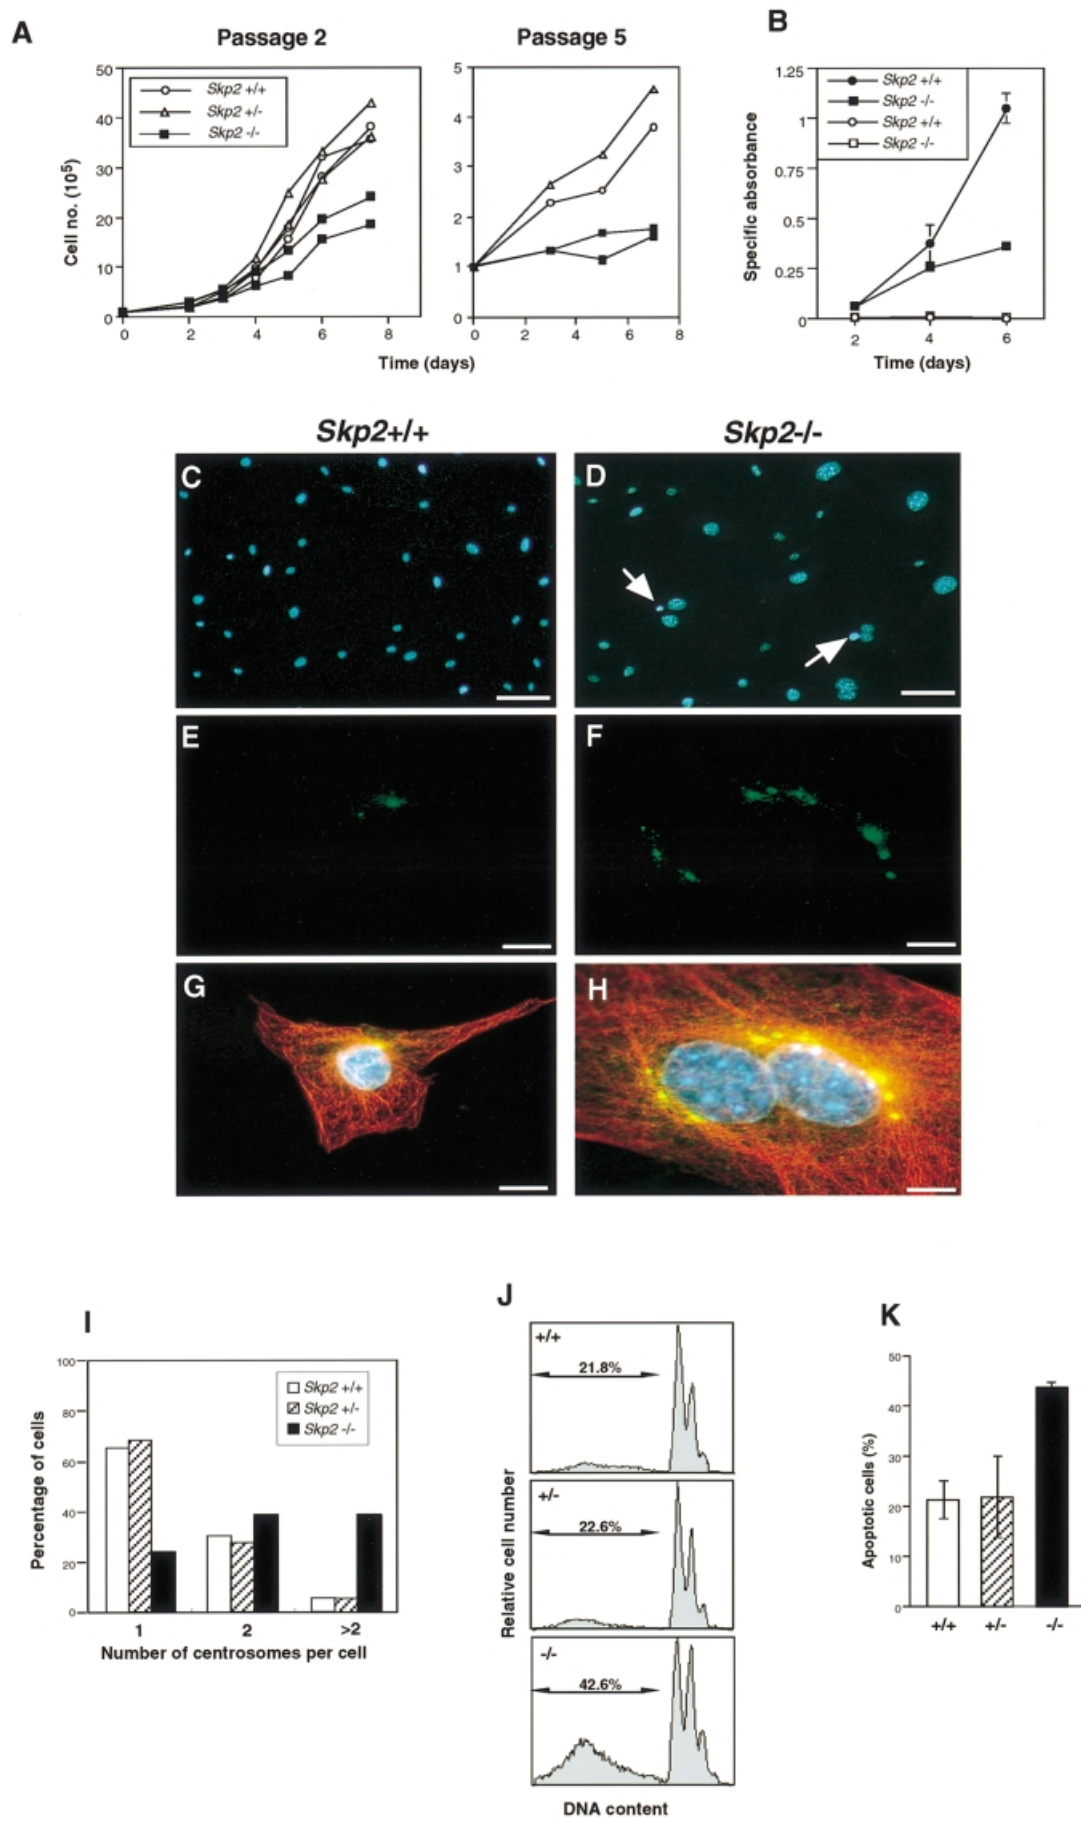 A
Passage 2
Passage 5
B
50
40
30
20
10
0
Cell no. (10⁵)
Skp2 +/+
Skp2 +/-
Skp2 -/-
0
2
4
6
8
5
4
3
2
1
0
0
2
4
6
8
Time (days)
1.25
1
0.75
0.5
0.25
0
Specific absorbance
Skp2 +/+
Skp2 -/-
Skp2 +/+
Skp2 -/-
2
4
6
Time (days)
Skp2+/+
Skp2-/-
C
D
E
F
G
H
I
100
80
60
40
20
0
Percentage of cells
Skp2 +/+
Skp2 +/-
Skp2 -/-
1
2
>2
Number of centrosomes per cell
J
+/+
21.8%
+/-
22.6%
-/-
42.6%
Relative cell number
DNA content
K
50
40
30
20
10
0
Apoptotic cells (%)
+/+
+/-
-/-